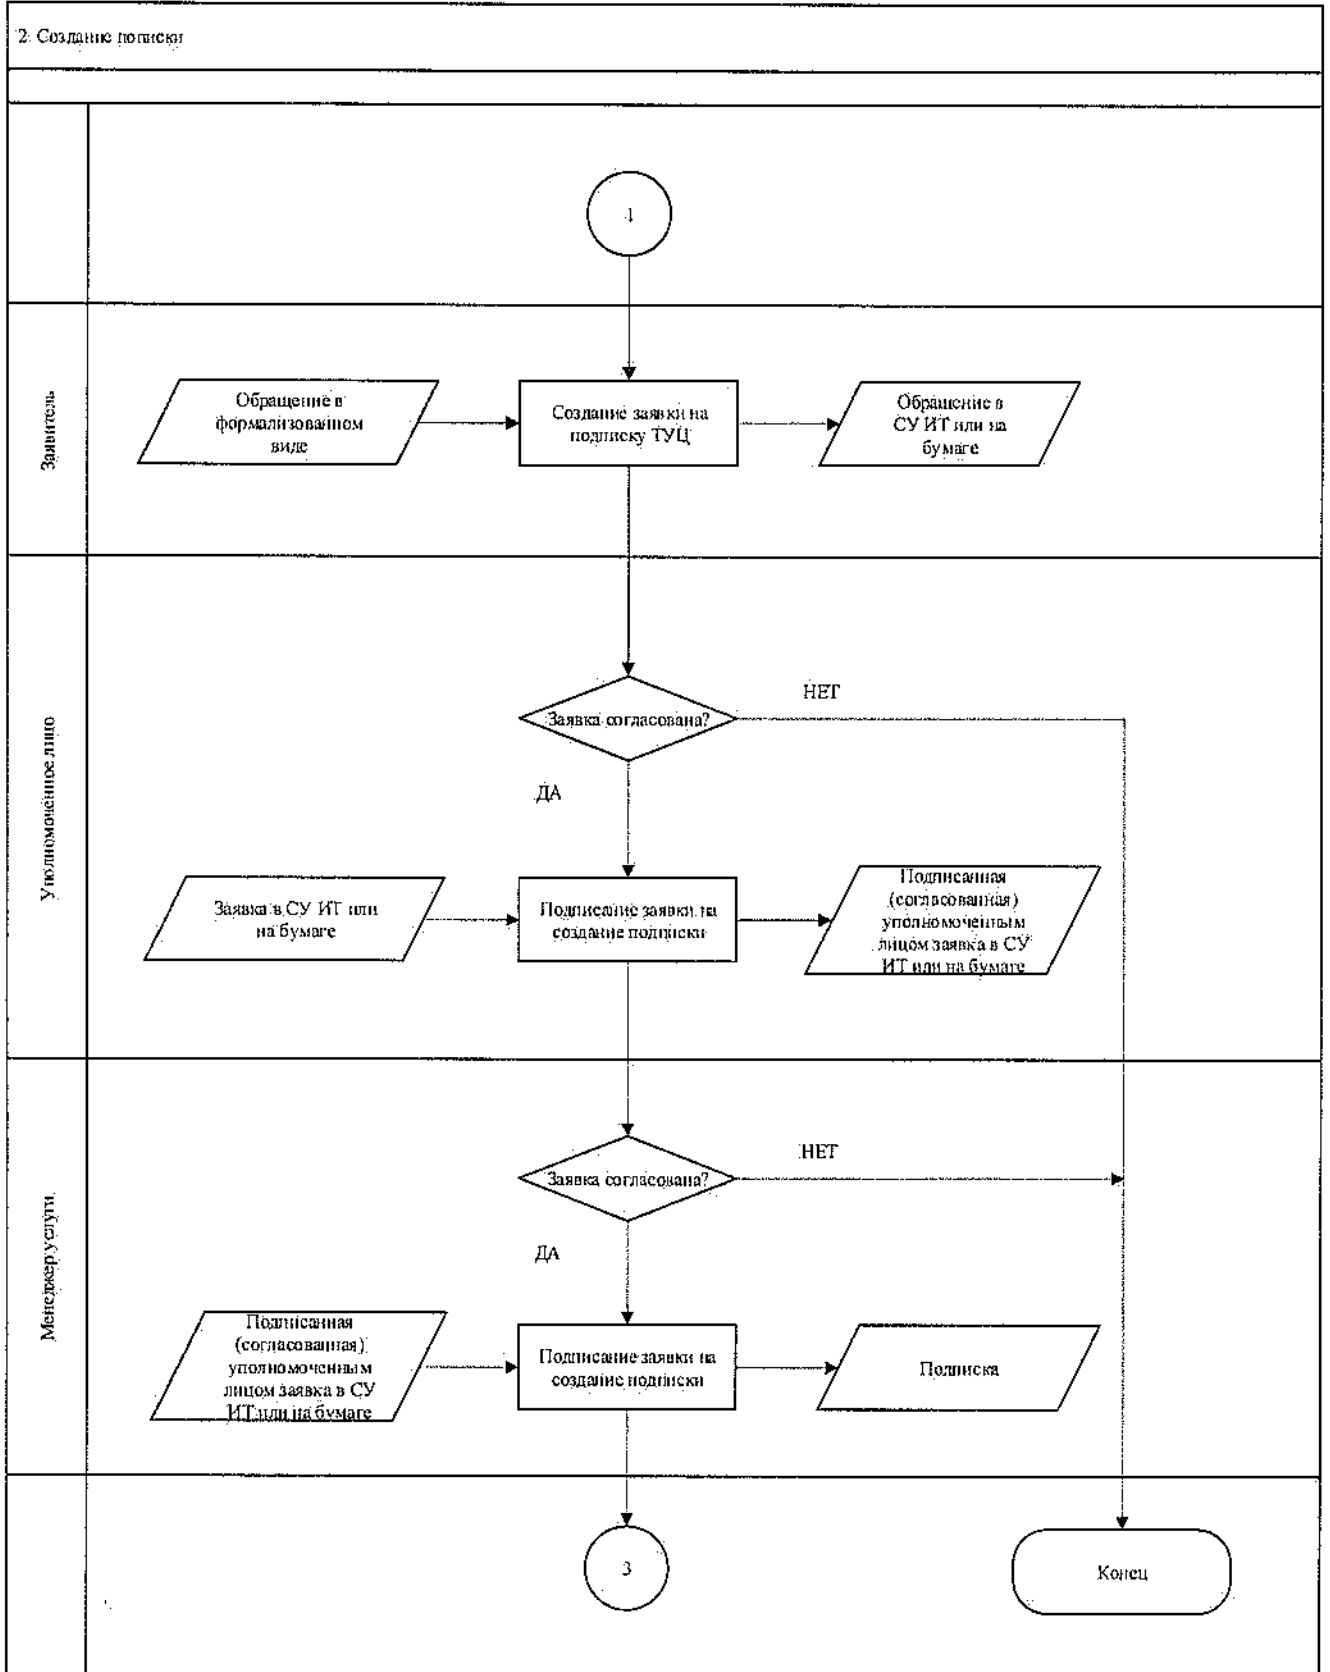 2. Создание пописки
1
Заявитель
Обращение в
формализованном
виде
Создание заявки на
подписку ТУЦ
Обращение в
СУ ИТ или на
бумаге
Уполномоченное лицо
Заявка согласована?
НЕТ
ДА
Заявка в СУ ИТ или
на бумаге
Подписание заявки на
создание подписки
Подписанная
(согласованная)
уполномоченным
лицом заявка в СУ
ИТ или на бумаге
Менеджер услуги
Заявка согласована?
НЕТ
ДА
Подписанная
(согласованная)
уполномоченным
лицом заявка в СУ
ИТ или на бумаге
Подписание заявки на
создание подписки
Подписка
3
Конец